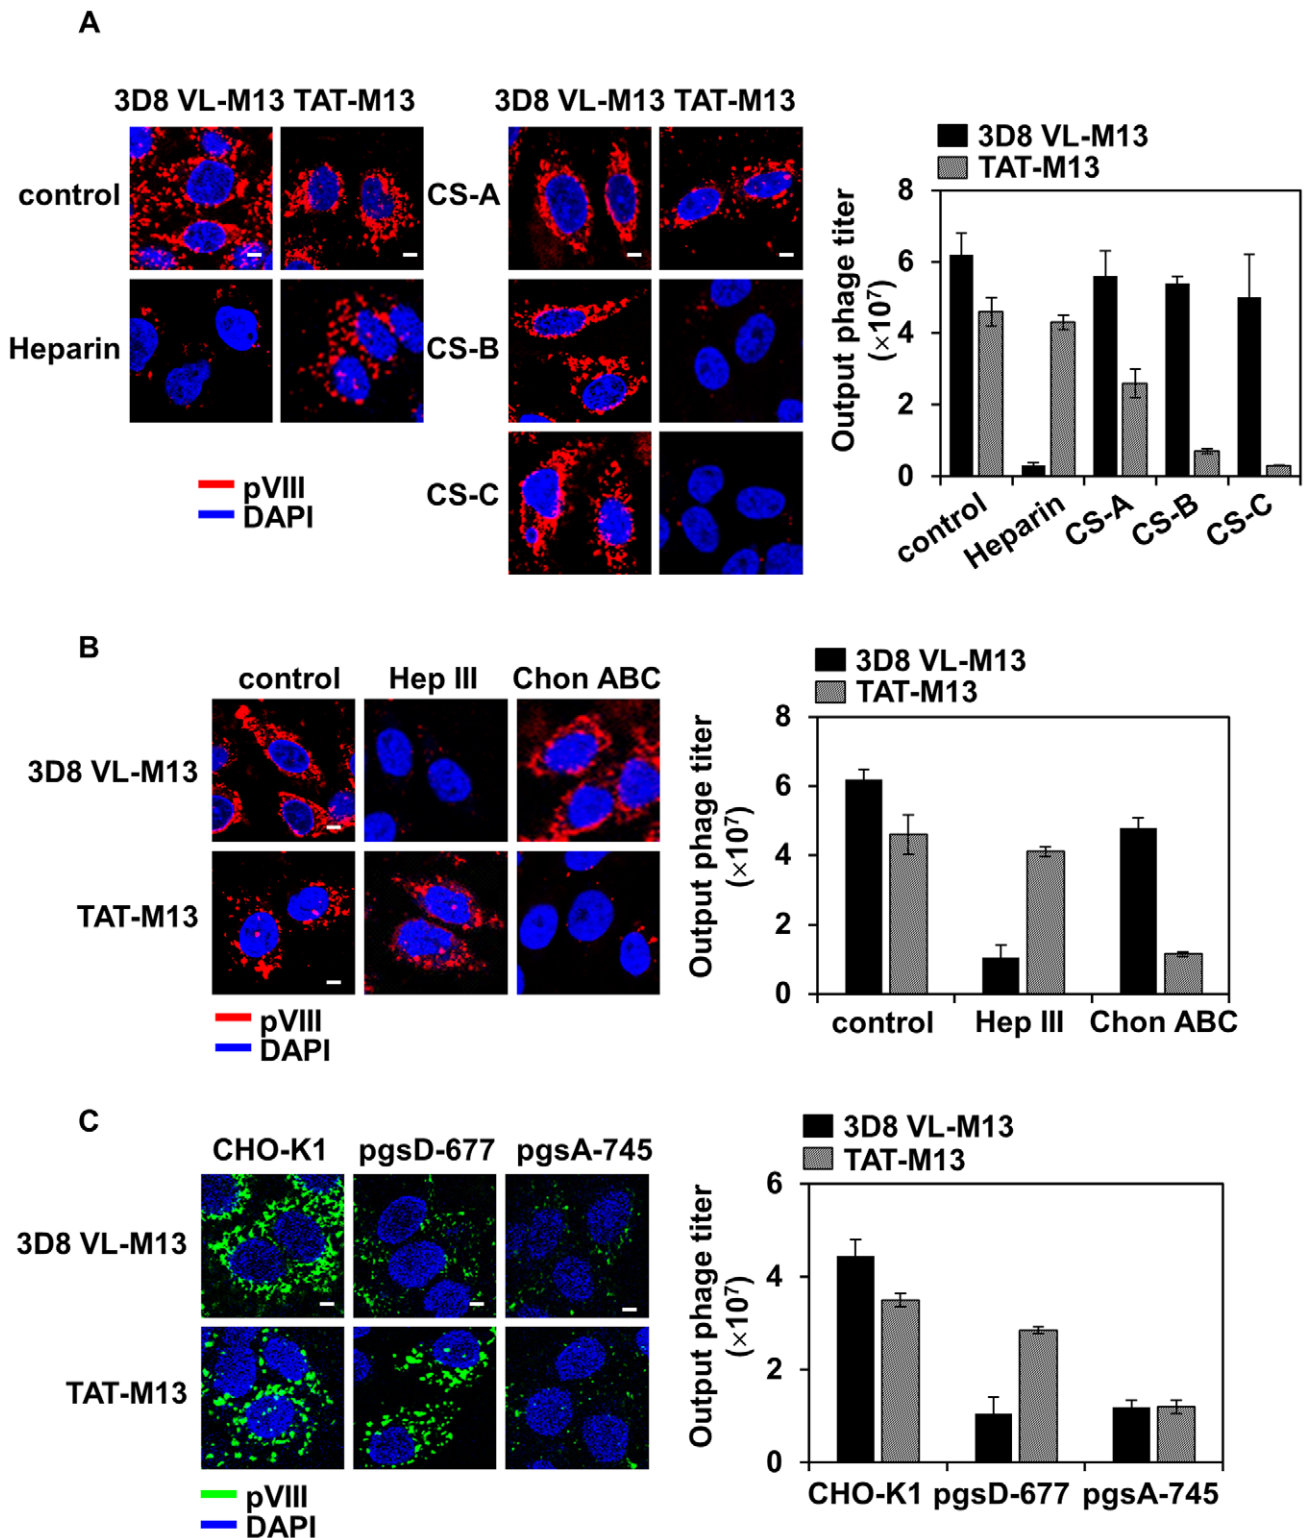 A
3D8 VL-M13 TAT-M13
control
Heparin
pVIII
DAPI
3D8 VL-M13 TAT-M13
CS-A
CS-B
CS-C
3D8 VL-M13
TAT-M13
Output phage titer
(×10⁷)
8
6
4
2
0
control
Heparin
CS-A
CS-B
CS-C
B
control Hep III Chon ABC
3D8 VL-M13
TAT-M13
pVIII
DAPI
3D8 VL-M13
TAT-M13
Output phage titer
(×10⁷)
8
6
4
2
0
control Hep III Chon ABC
C
CHO-K1 pgsD-677 pgsA-745
3D8 VL-M13
TAT-M13
pVIII
DAPI
3D8 VL-M13
TAT-M13
Output phage titer
(×10⁷)
6
4
2
0
CHO-K1 pgsD-677 pgsA-745